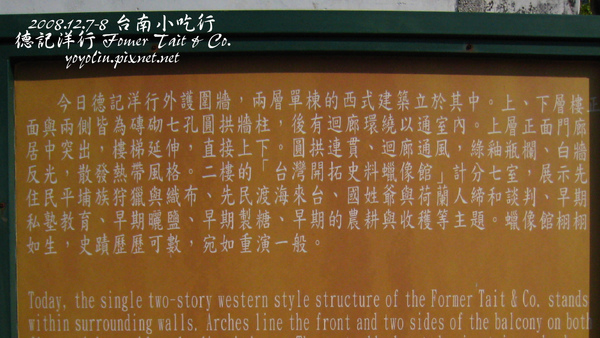 2008.12.7-8 台南小吃行
德記洋行 Fomer Tait & Co.
yoyoliu.pixnet.net
今日德記洋行外護圍牆，兩層單棟的西式建築立於其中。上、下層樓正
面與兩側皆為磚砌七孔圓拱牆柱，後有迴廊環繞以通室內。上層正面門廊
居中突出，樓梯延伸，直接上下。圓拱連貫、迴廊通風，綠釉瓶欄、白牆
反光，散發熱帶風格。二樓的「台灣開拓史料蠟像館」計分七室，展示先
住民平埔族狩獵與織布、先民渡海來台、國姓爺與荷蘭人締和談判、早期
私塾教育、早期曬鹽、早期製糖、早期的農耕與收穫等主題。蠟像館栩栩
如生，史蹟歷歷可數，宛如重演一般。
Today, the single two-story western style structure of the Former Tait & Co. stands
within surrounding walls. Arches line the front and two sides of the balcony on both